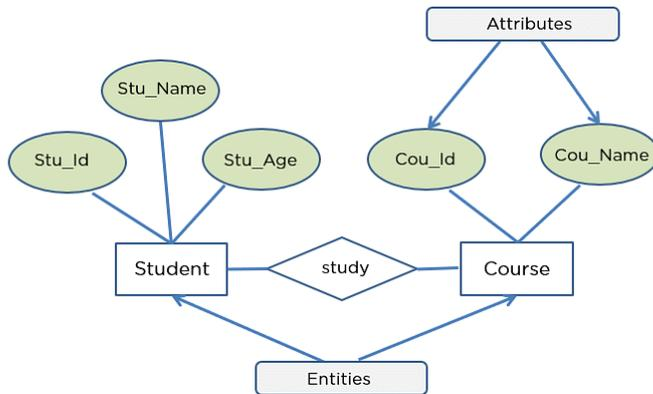 Attributes
Stu_Name
Stu_Id
Stu_Age
Cou_Id
Cou_Name
Student
study
Course
Entities